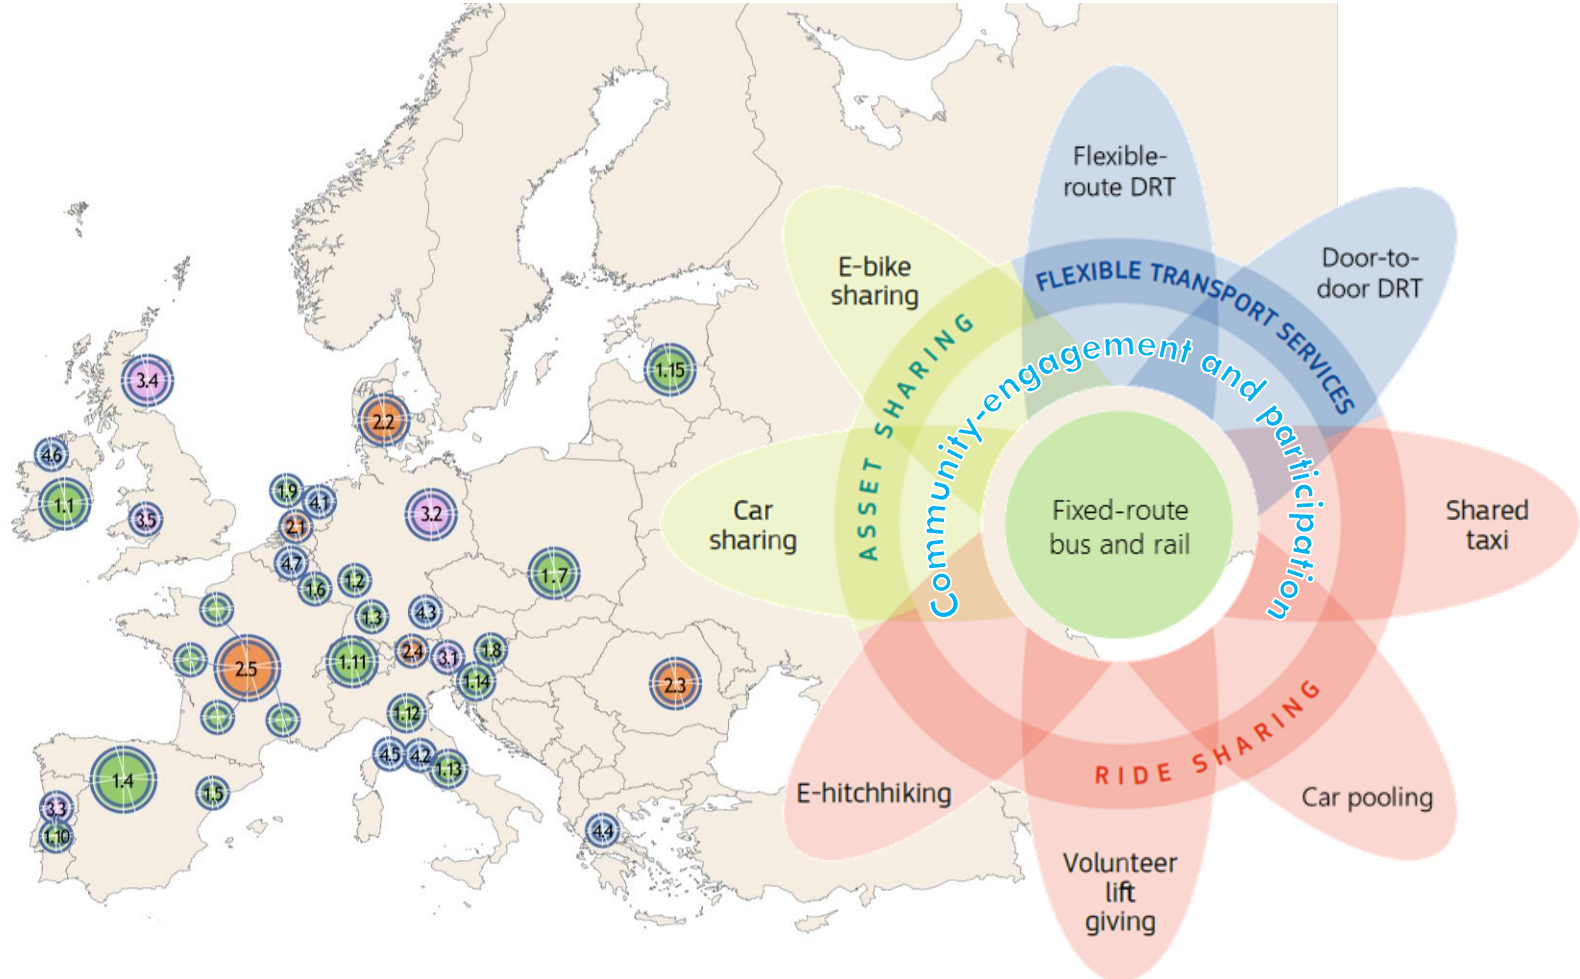 3.4
1.15
2.2
4.6
1.1
3.5
1.9
4.1
2.1
3.2
4.7
1.6
1.2
1.7
1.3
4.3
2.5
1.11
2.4
3.1
1.8
1.14
2.3
1.12
4.5
4.2
1.13
1.4
1.5
3.3
1.10
4.4
Flexible-
route DRT
Door-to-
door DRT
E-bike
sharing
Car
sharing
Shared
taxi
E-hitchhiking
Car pooling
Volunteer
lift
giving
FLEXIBLE TRANSPORT SERVICES
ASSET SHARING
RIDE SHARING
Community-engagement and participation
Fixed-route
bus and rail